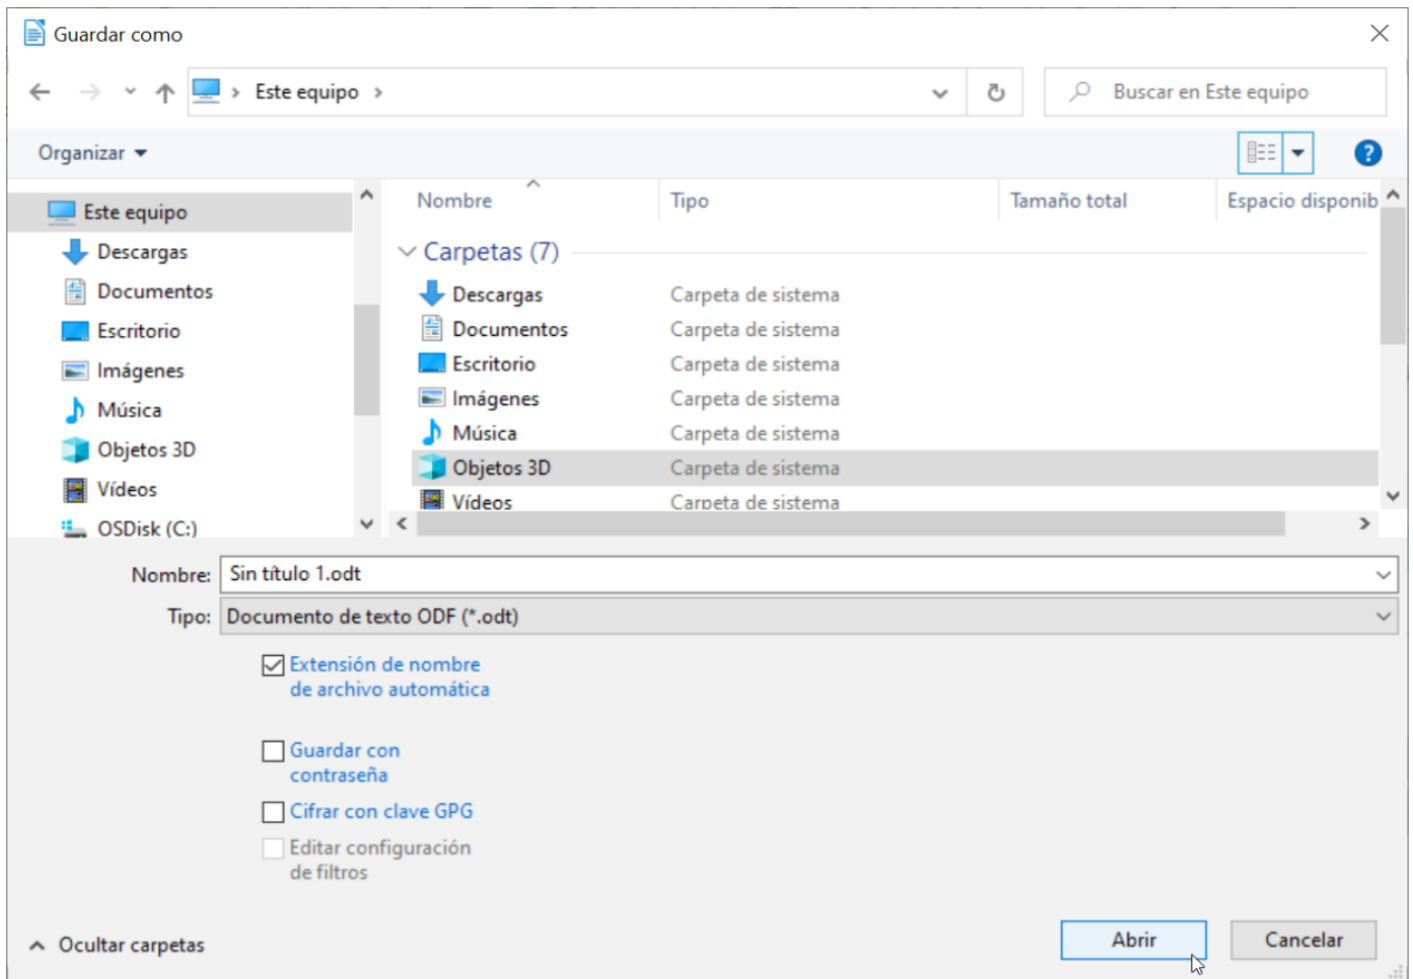 Guardar como
Este equipo
Buscar en Este equipo
Organizar
Este equipo
Descargas
Documentos
Escritorio
Imágenes
Música
Objetos 3D
Vídeos
OSDisk (C:)
Nombre Tipo Tamaño total Espacio disponib
Carpetas (7)
Descargas Carpeta de sistema
Documentos Carpeta de sistema
Escritorio Carpeta de sistema
Imágenes Carpeta de sistema
Música Carpeta de sistema
Objetos 3D Carpeta de sistema
Vídeos Carpeta de sistema
Nombre: Sin título 1.odt
Tipo: Documento de texto ODF (*.odt)
Extensión de nombre
de archivo automática
Guardar con
contraseña
Cifrar con clave GPG
Editar configuración
de filtros
Ocultar carpetas
Abrir
Cancelar